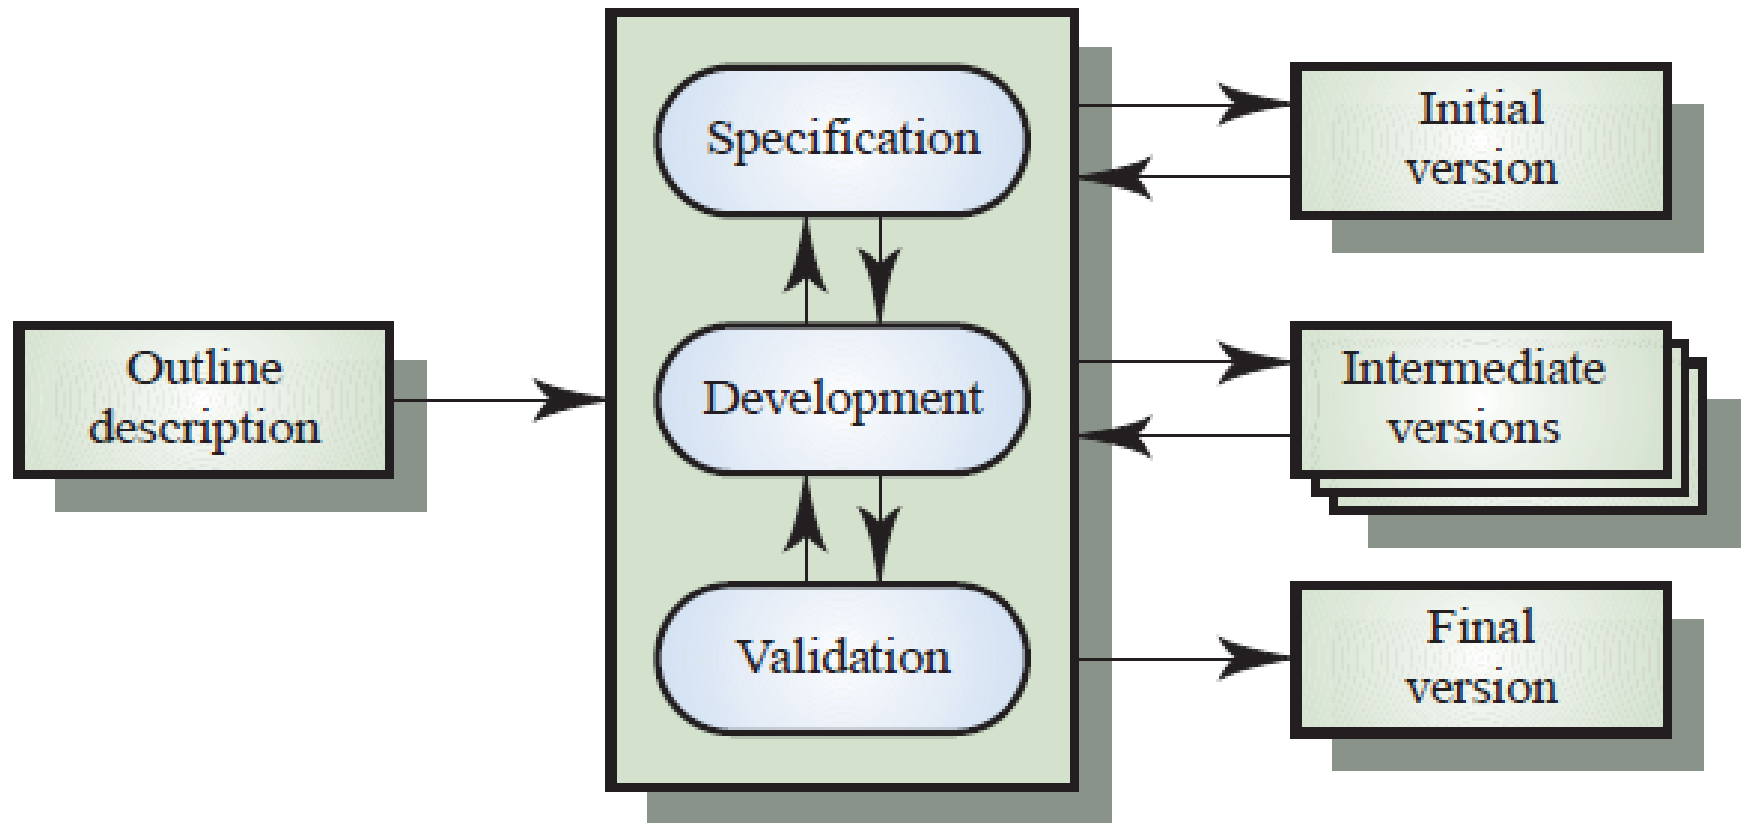 Outline
description
Specification
Development
Validation
Initial
version
Intermediate
versions
Final
version